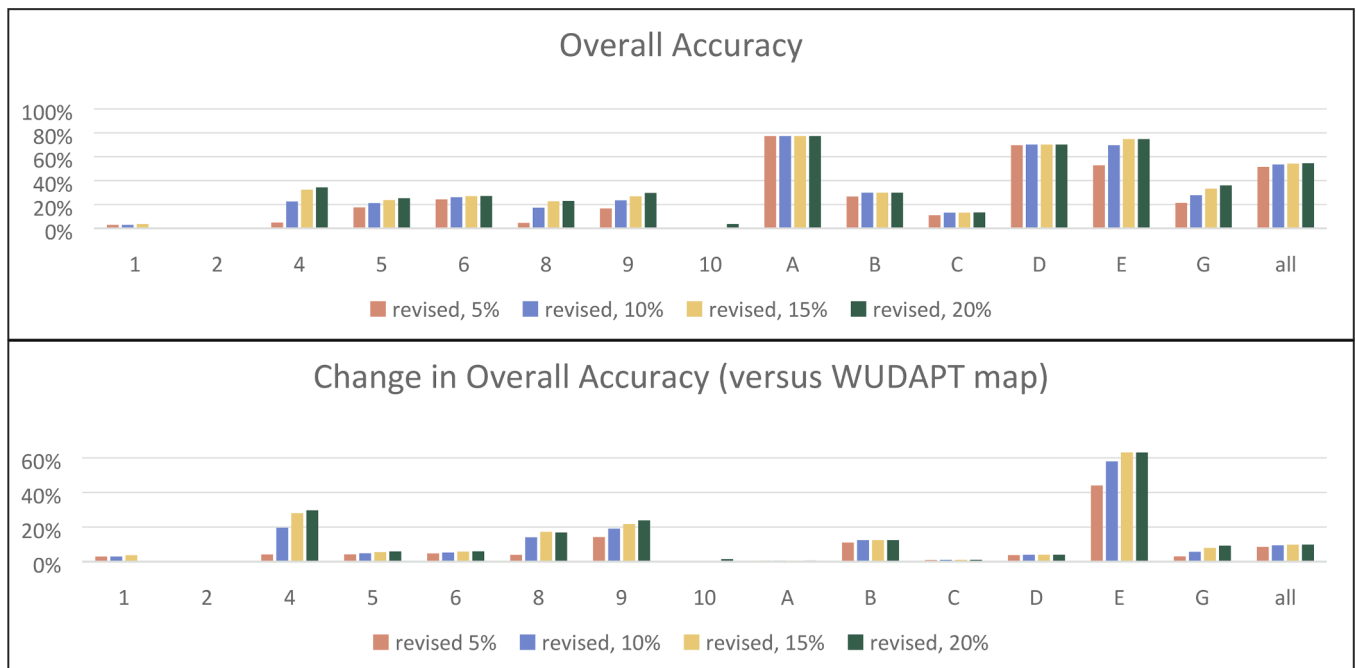 Overall Accuracy
100%
80%
60%
40%
20%
0%
1 2 4 5 6 8 9 10 A B C D E G all
revised, 5% revised, 10% revised, 15% revised, 20%
Change in Overall Accuracy (versus WUDAPT map)
60%
40%
20%
0%
1 2 4 5 6 8 9 10 A B C D E G all
revised 5% revised, 10% revised, 15% revised, 20%